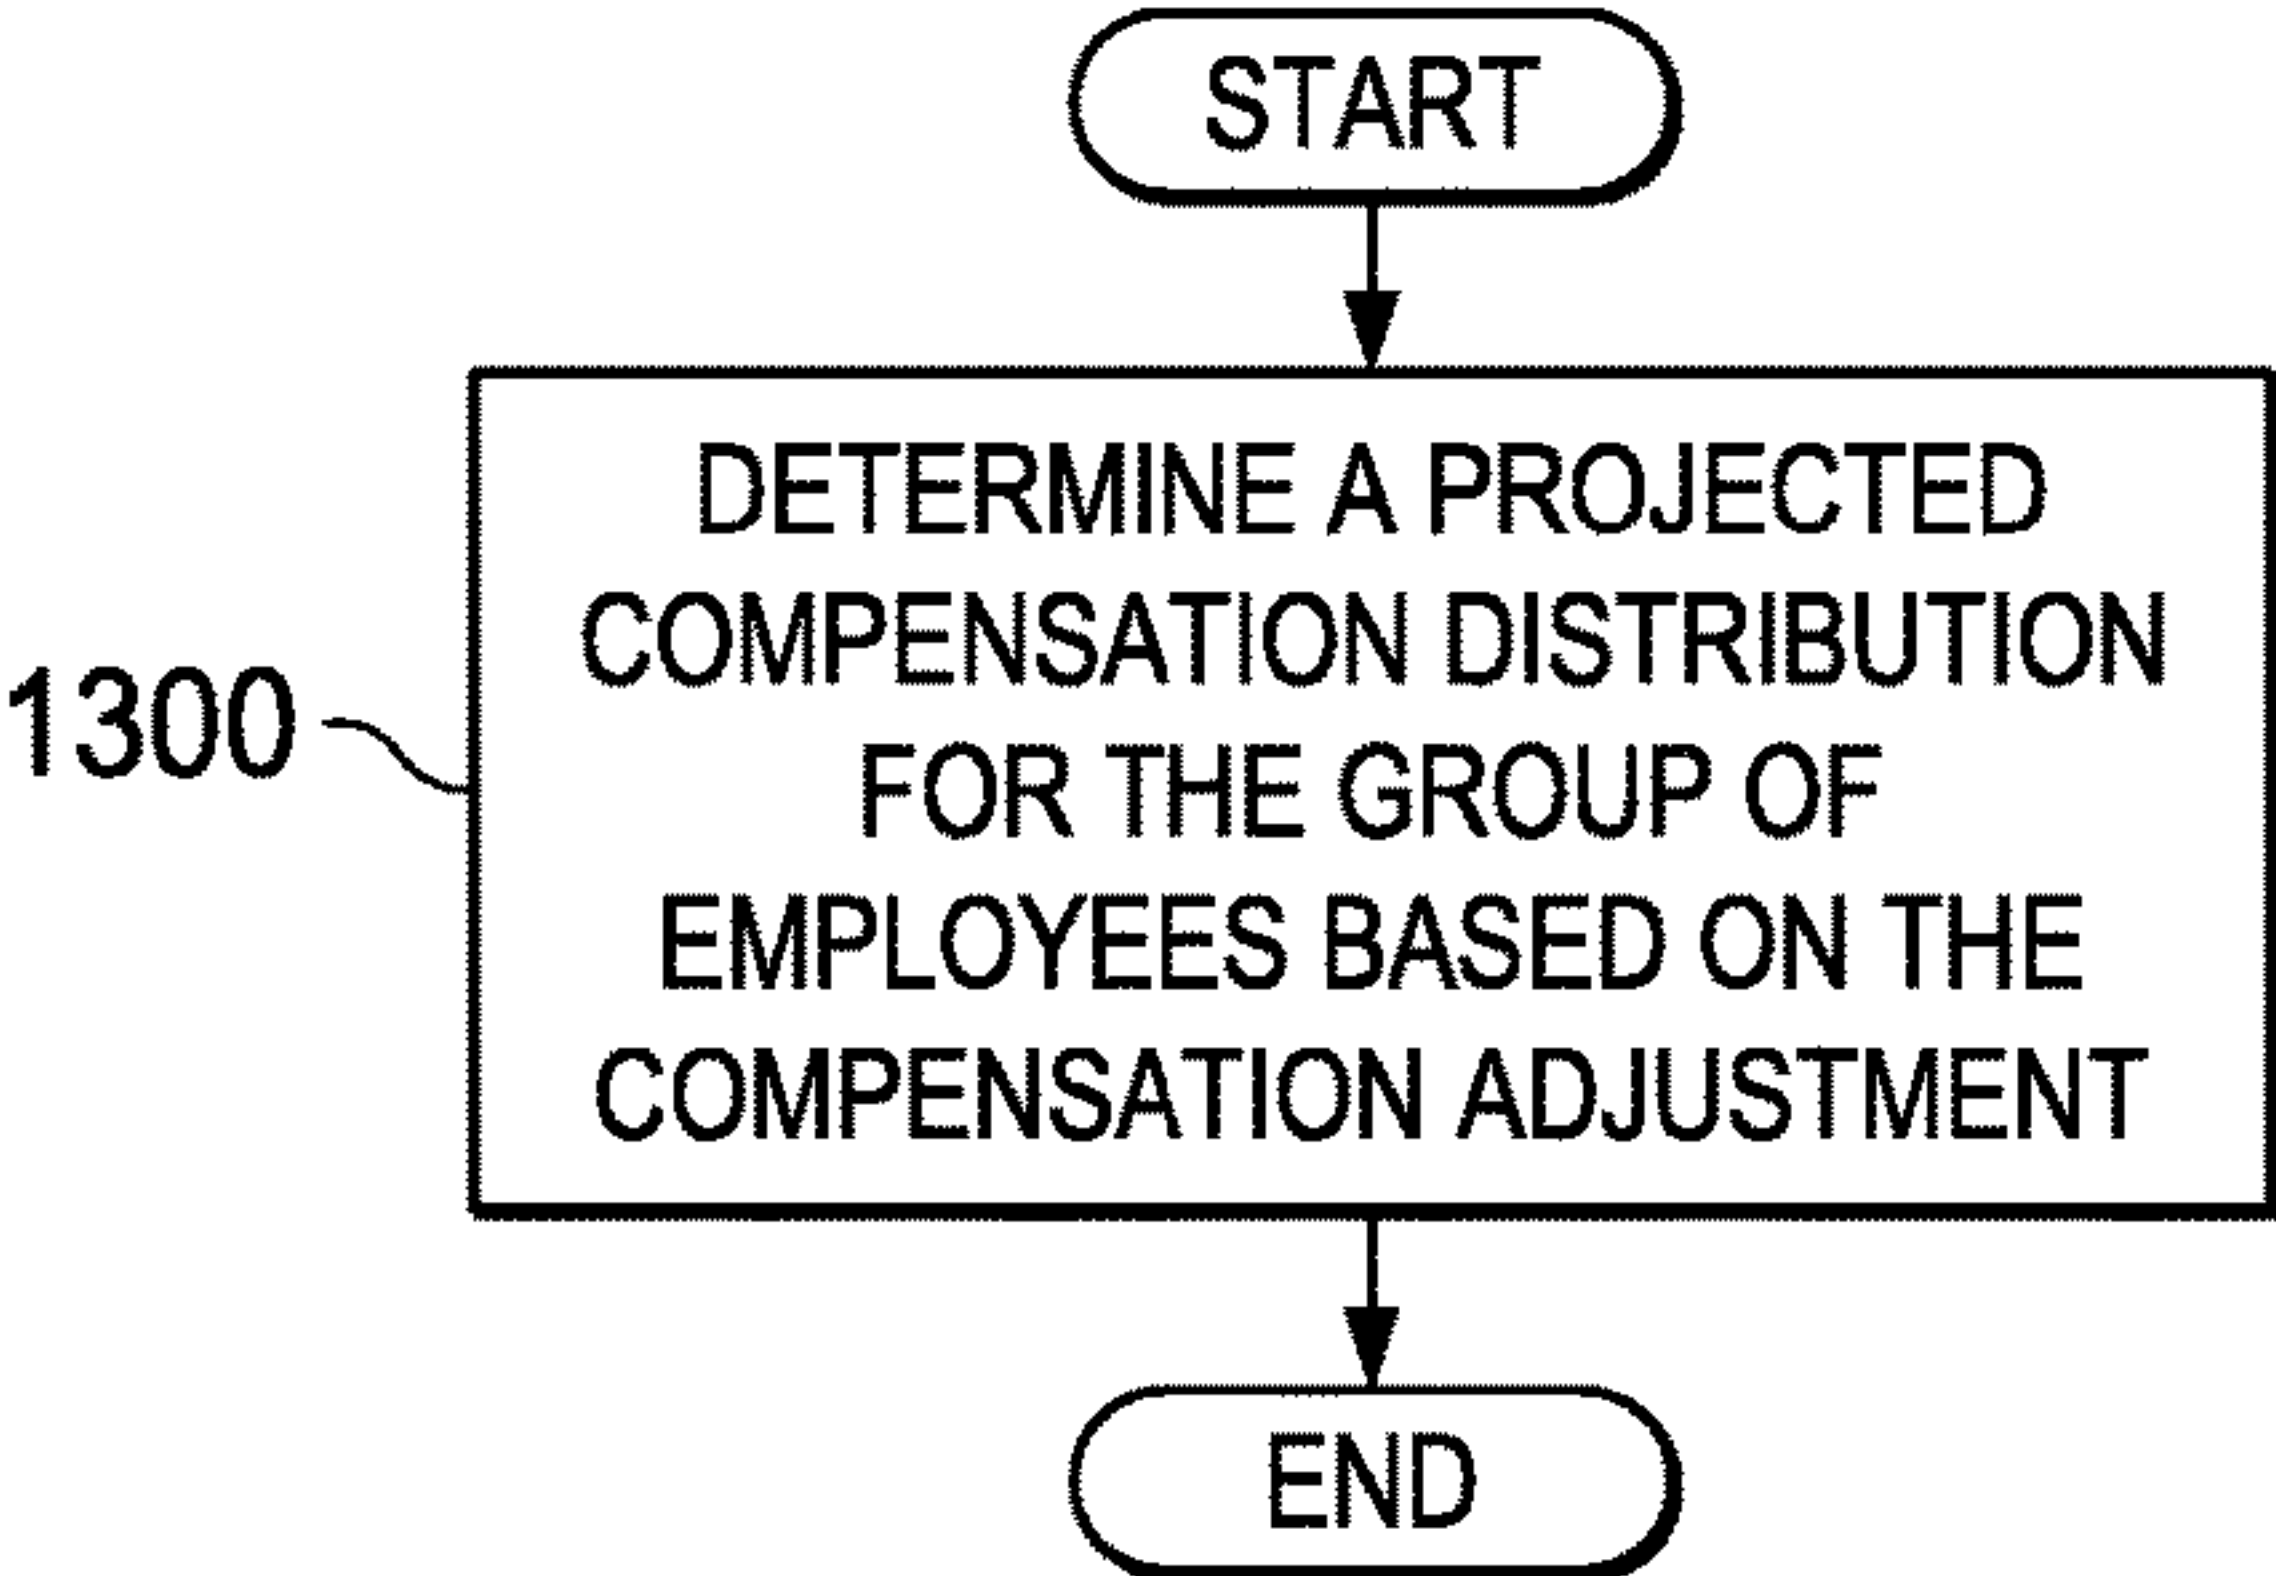 START
DETERMINE A PROJECTED
COMPENSATION DISTRIBUTION
FOR THE GROUP OF
EMPLOYEES BASED ON THE
COMPENSATION ADJUSTMENT
1300
END